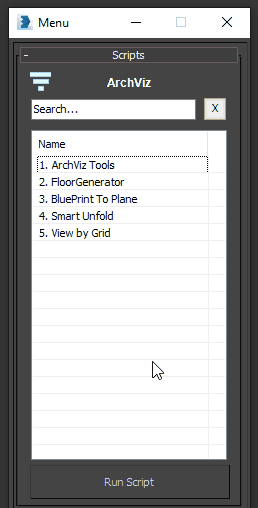 Menu
Scripts
ArchViz
Search...
X
Name
1. ArchViz Tools
2. FloorGenerator
3. BluePrint To Plane
4. Smart Unfold
5. View by Grid
Run Script